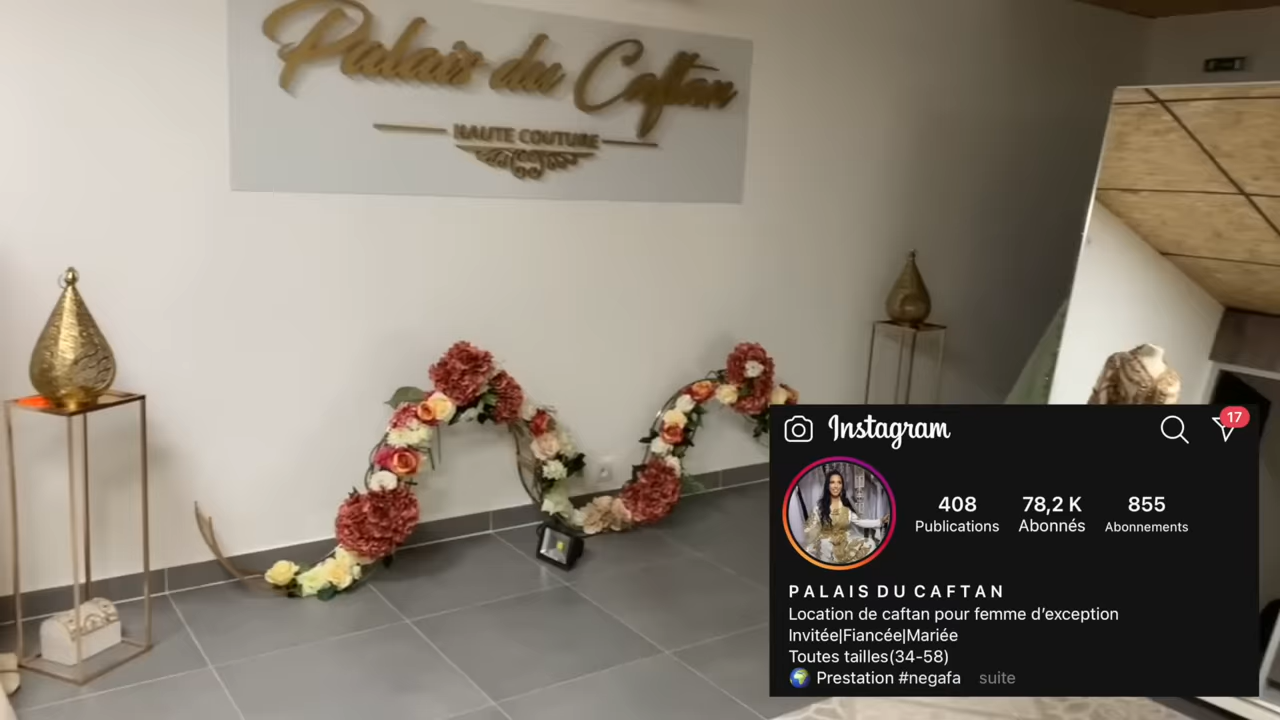 Palais du Caftan
HAUTE COUTURE
Instagram
17
408
Publications
78,2 K
Abonnés
855
Abonnements
PALAIS DU CAFTAN
Location de caftan pour femme d’exception
Invitée|Fiancée|Mariée
Toutes tailles(34-58)
🌍 Prestation #negafa suite